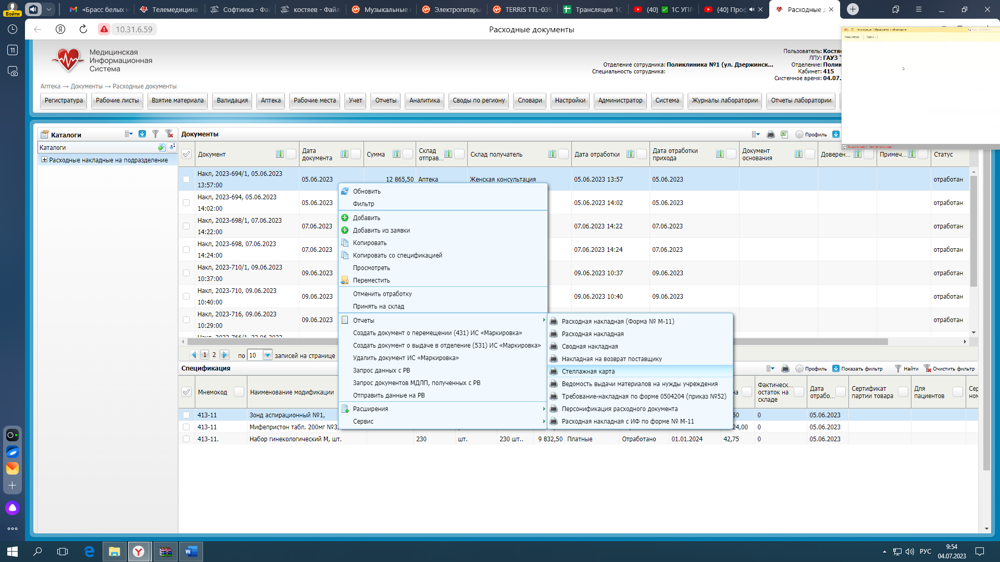 Войти
«Брасс белых н
Телемедицина
Софтинка - Фай
костяев - Файл
Музыкальные
Электрогитары
TERRIS TTL-039
Трансляции 1С
(40) ✅ 1С УПР
(40) Проф
Расходные д
10.31.6.59
Расходные документы
11
Медицинская
Информационная
Система
Пользователь: Костяе
ЛПУ: ГАУЗ "
Отделение сотрудника: Поликлиника №1 (ул. Дзержинск...
Отделение: Полик
Специальность сотрудника:
Кабинет: 415
Системное время: 04.07.
Аптека → Документы → Расходные документы
Регистратура
Рабочие листы
Взятие материала
Валидация
Аптека
Рабочие места
Учет
Отчеты
Аналитика
Своды по региону
Словари
Настройки
Администратор
Система
Журналы лаборатории
Отчеты лаборатории
Каталоги
Каталоги
Расходные накладные на подразделение
Документы
Профиль
Документ
Дата документа
Сумма
Склад отправ...
Склад получатель
Дата отработки
Дата отработки прихода
Документ основания
Доверен...
Примеч...
Статус
Накл, 2023-694/1, 05.06.2023 13:57:00
05.06.2023
12 865,50
Аптека
Женская консультация
05.06.2023 13:57
05.06.2023
отработан
Накл, 2023-694, 05.06.2023 14:02:00
05.06.2023
05.06.2023 14:02
05.06.2023
отработан
Накл, 2023-698/1, 07.06.2023 14:22:00
07.06.2023
07.06.2023 14:22
07.06.2023
отработан
Накл, 2023-698, 07.06.2023 14:24:00
07.06.2023
07.06.2023 14:24
07.06.2023
отработан
Накл, 2023-710/1, 09.06.2023 10:37:00
09.06.2023
09.06.2023 10:37
09.06.2023
отработан
Накл, 2023-710, 09.06.2023 10:40:00
09.06.2023
09.06.2023 10:40
09.06.2023
отработан
Накл, 2023-716, 09.06.2023 10:29:00
09.06.2023
отработан
Накл, 2023-766/1, 22.06.2023
Обновить
Фильтр
Добавить
Добавить из заявки
Копировать
Копировать со спецификацией
Просмотреть
Переместить
Отменить отработку
Принять на склад
Отчеты
Создать документ о перемещении (431) ИС «Маркировка»
Создать документ о выдаче в отделение (531) ИС «Маркировка»
Удалить документ ИС «Маркировка»
Запрос данных с РВ
Запрос документов МДЛП, полученных с РВ
Отправить данные на РВ
Расширения
Сервис
Расходная накладная (Форма № М-11)
Расходная накладная
Сводная накладная
Накладная на возврат поставщику
Стеллажная карта
Ведомость выдачи материалов на нужды учреждения
Требование-накладная по форме 0504204 (приказ №52)
Персонификация расходного документа
Расходная накладная с ИФ по форме № М-11
1 2
по 10 записей на странице
Спецификация
Профиль
Показать фильтр
Найти
Очистить фильтр
Мнемокод
Наименование модификации
на
Фактическ... остаток на складе
Дата отрабо...
Сертификат партии товара
Для пациентов
Сер ном
413-11
Зонд аспирационный №1,
50
0
05.06.2023
413-11
Мифепристон табл. 200мг №3,
24,00
0
05.06.2023
413-11.
Набор гинекологический М, шт.
230
шт.
230 шт..
9 832,50
Платные
Отработано
01.01.2024
42,75
0
05.06.2023
РУС
9:54
04.07.2023